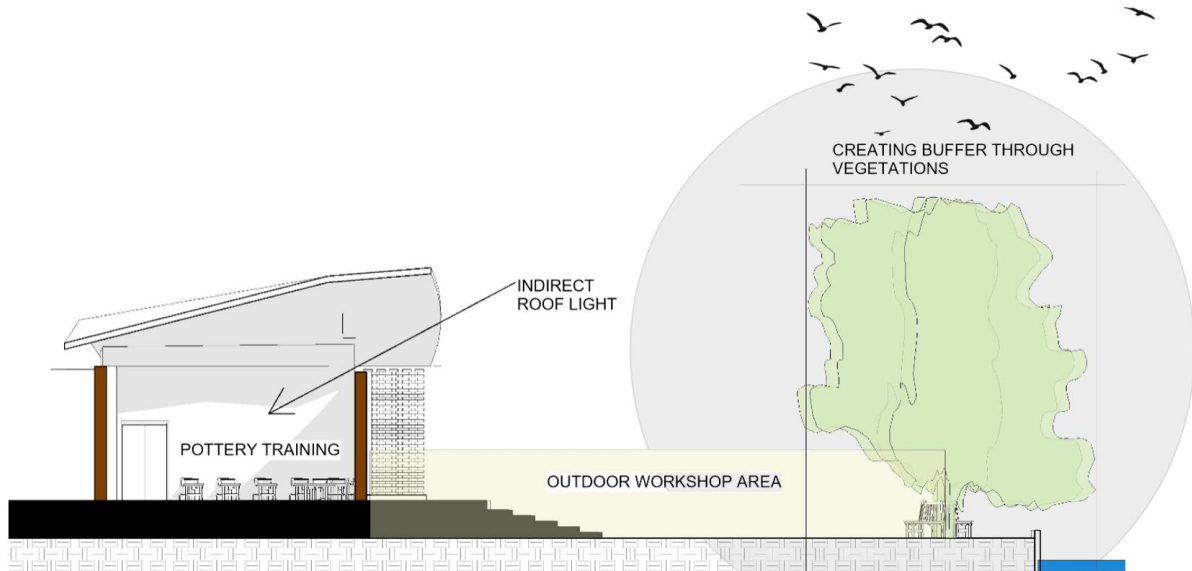 CREATING BUFFER THROUGH
VEGETATIONS
INDIRECT
ROOF LIGHT
POTTERY TRAINING
OUTDOOR WORKSHOP AREA